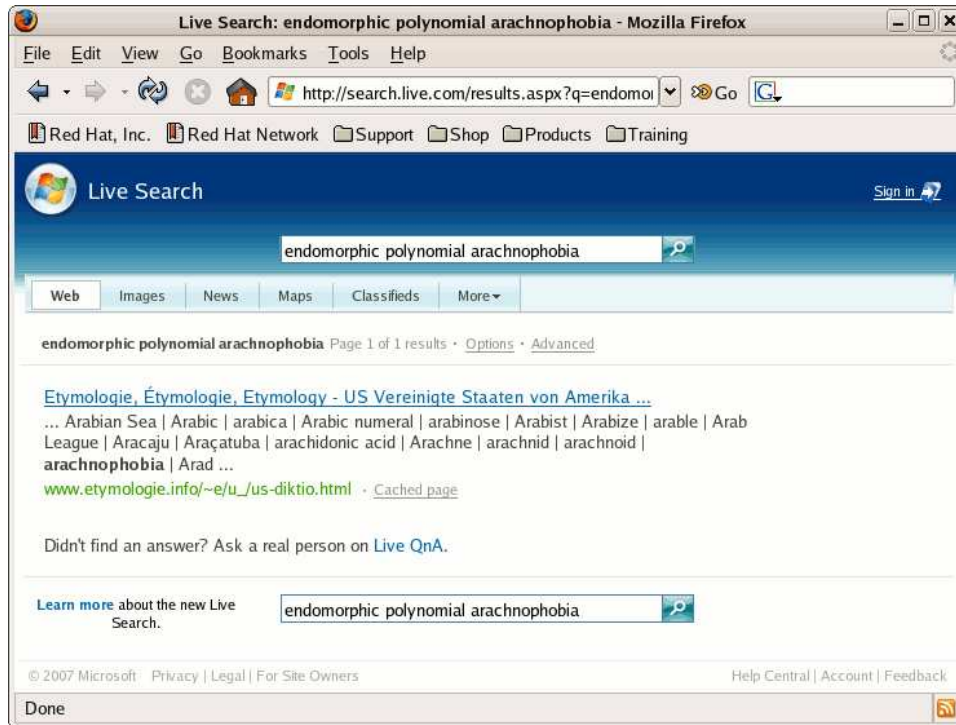 Live Search: endomorphic polynomial arachnophobia - Mozilla Firefox
File Edit View Go Bookmarks Tools Help
http://search.live.com/results.aspx?q=endomor Go G
Red Hat, Inc. Red Hat Network Support Shop Products Training
Live Search Sign in
endomorphic polynomial arachnophobia
Web Images News Maps Classifieds More
endomorphic polynomial arachnophobia Page 1 of 1 results · Options · Advanced
Etymologie, Étymologie, Etymology - US Vereinigte Staaten von Amerika ...
... Arabian Sea | Arabic | arabica | Arabic numeral | arabinose | Arabist | Arabize | arable | Arab
League | Aracaju | Araçatuba | arachidonic acid | Arachne | arachnid | arachnoid |
arachnophobia | Arad ...
www.etymologie.info/~e/u_/us-diktio.html · Cached page
Didn't find an answer? Ask a real person on Live QnA.
Learn more about the new Live
Search.
endomorphic polynomial arachnophobia
© 2007 Microsoft Privacy | Legal | For Site Owners Help Central | Account | Feedback
Done